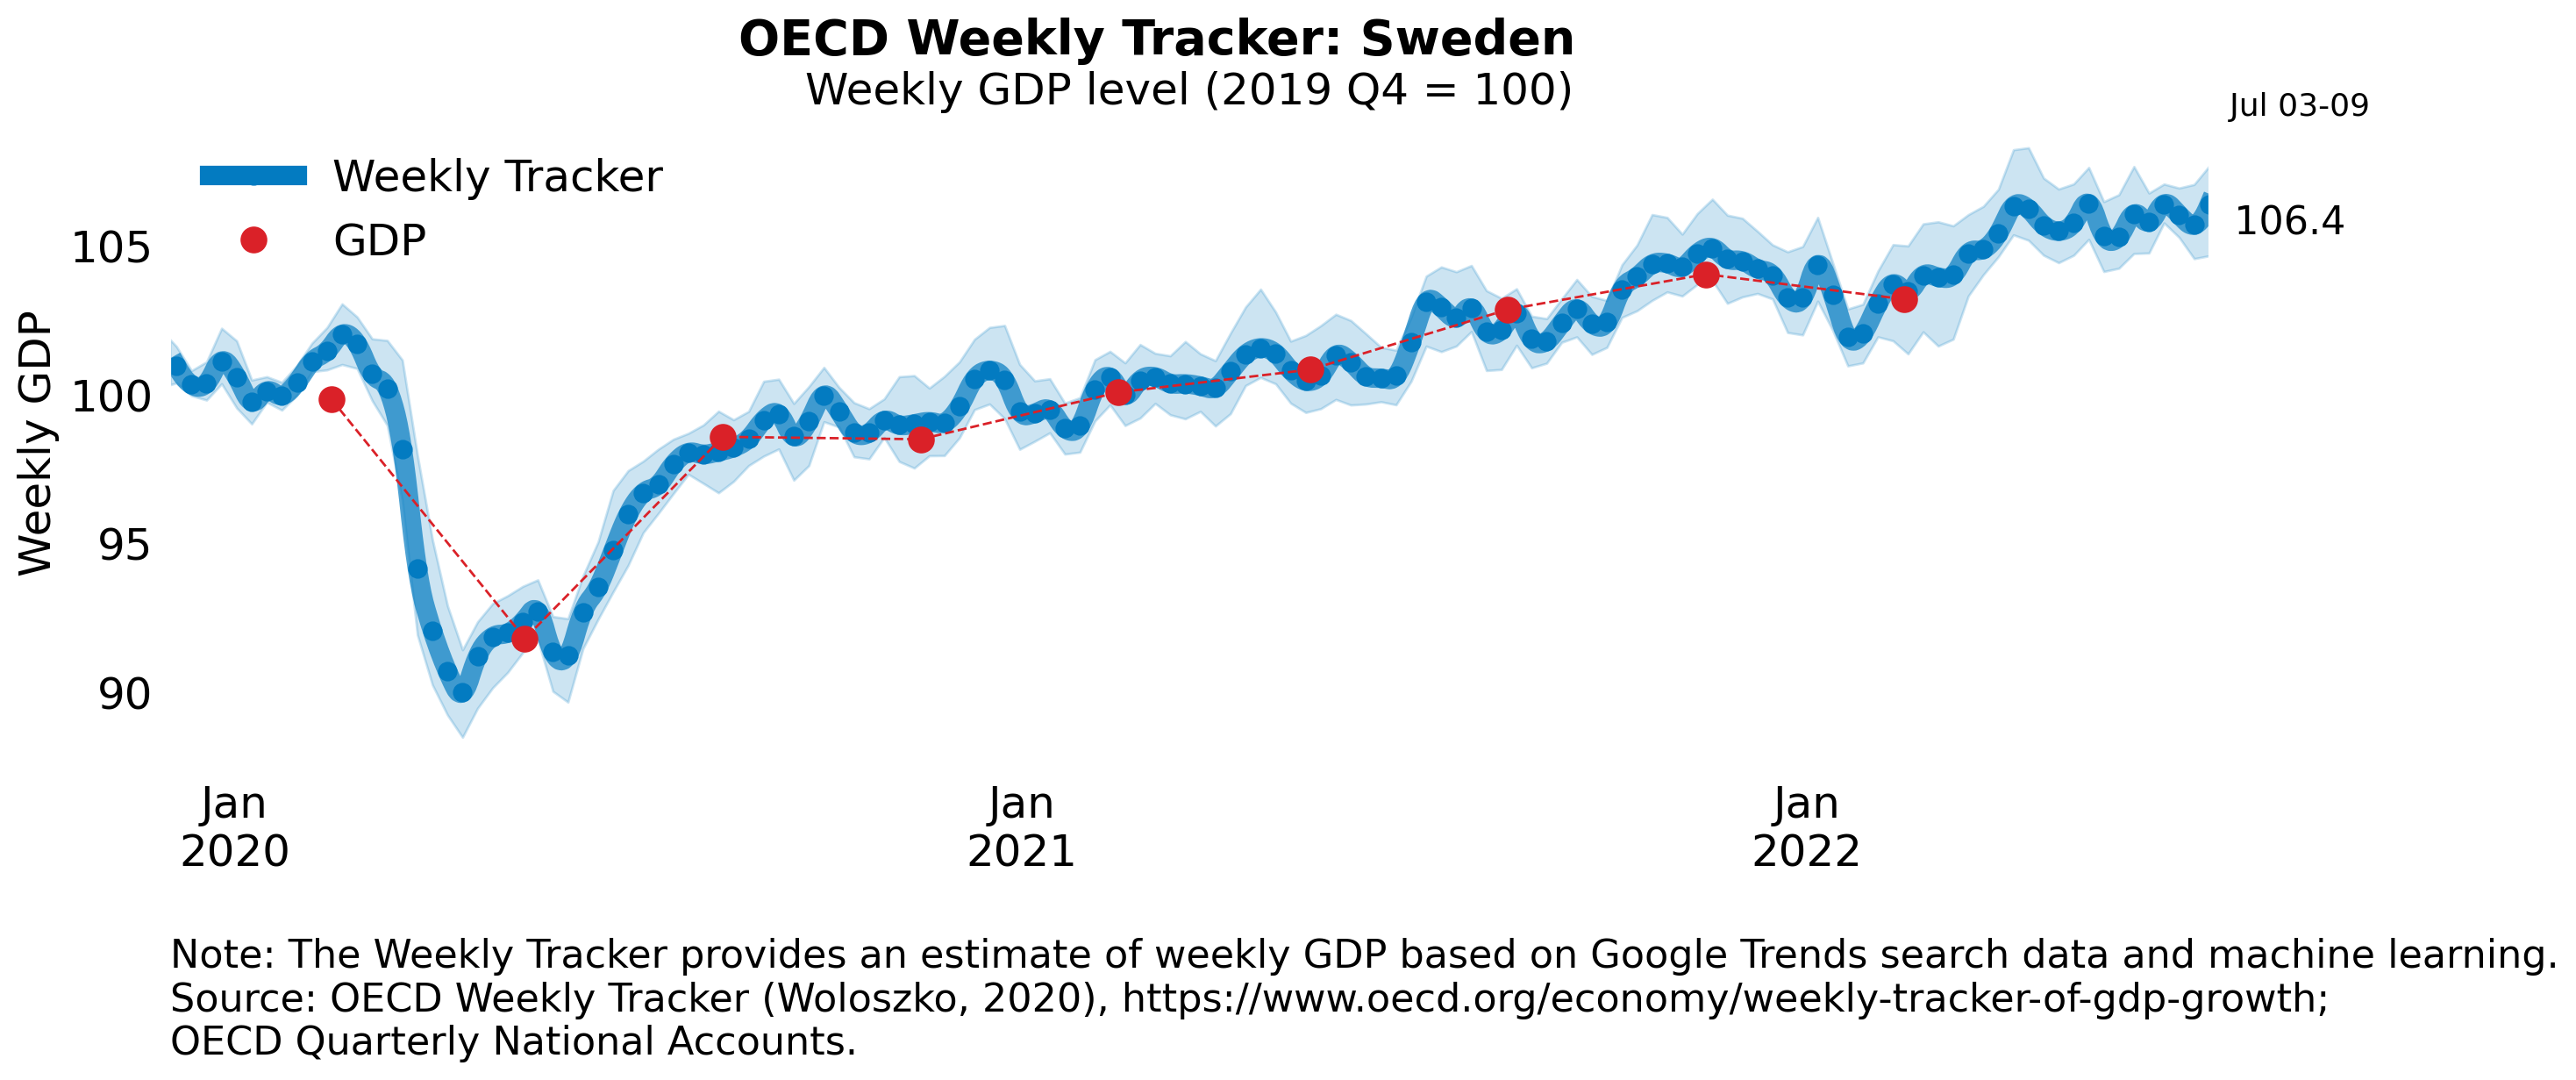 OECD Weekly Tracker: Sweden
Weekly GDP level (2019 Q4 = 100)
Jul 03-09
Weekly Tracker
GDP
106.4
Weekly GDP
105
100
95
90
Jan
2020
Jan
2021
Jan
2022
Note: The Weekly Tracker provides an estimate of weekly GDP based on Google Trends search data and machine learning.
Source: OECD Weekly Tracker (Woloszko, 2020), https://www.oecd.org/economy/weekly-tracker-of-gdp-growth;
OECD Quarterly National Accounts.